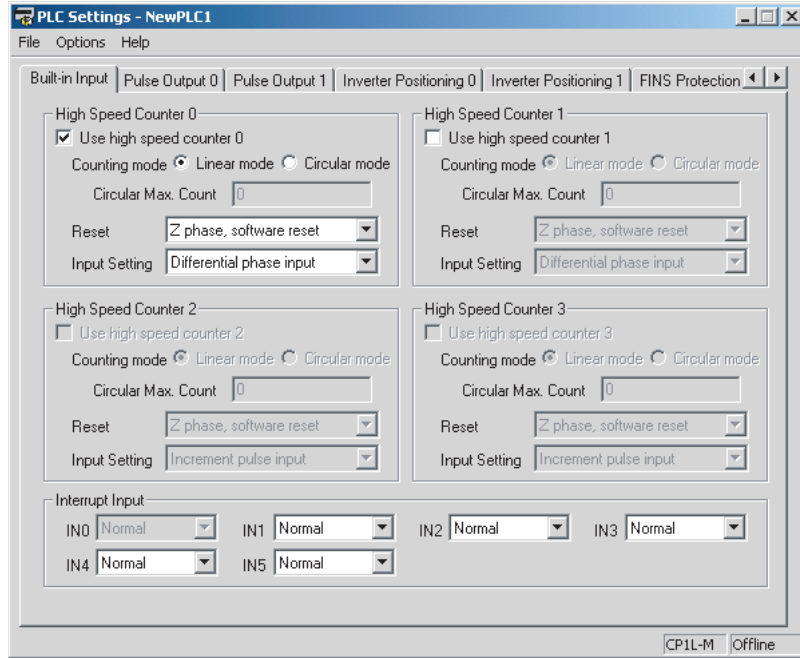 PLC Settings - NewPLC1
File Options Help
Built-in Input Pulse Output 0 Pulse Output 1 Inverter Positioning 0 Inverter Positioning 1 FINS Protection
High Speed Counter 0
Use high speed counter 0
Counting mode Linear mode Circular mode
Circular Max. Count 0
Reset Z phase, software reset
Input Setting Differential phase input
High Speed Counter 1
Use high speed counter 1
Counting mode Linear mode Circular mode
Circular Max. Count 0
Reset Z phase, software reset
Input Setting Differential phase input
High Speed Counter 2
Use high speed counter 2
Counting mode Linear mode Circular mode
Circular Max. Count 0
Reset Z phase, software reset
Input Setting Increment pulse input
High Speed Counter 3
Use high speed counter 3
Counting mode Linear mode Circular mode
Circular Max. Count 0
Reset Z phase, software reset
Input Setting Increment pulse input
Interrupt Input
IN0 Normal IN1 Normal IN2 Normal IN3 Normal
IN4 Normal IN5 Normal
CP1L-M Offline